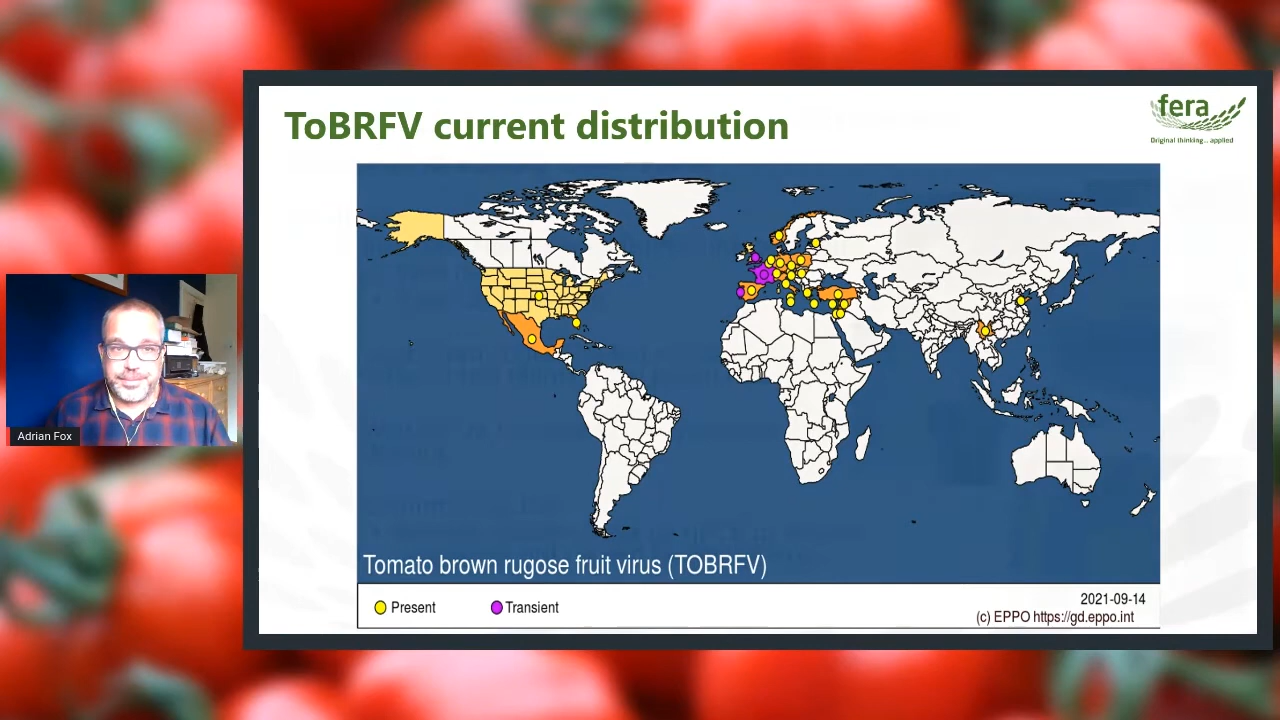 ToBRFV current distribution
fera
Original thinking... applied
Adrian Fox
Tomato brown rugose fruit virus (TOBRFV)
Present
Transient
2021-09-14
(c) EPPO https://gd.eppo.int